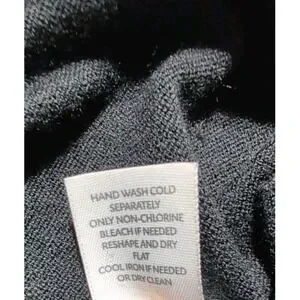 HAND WASH COLD
SEPARATELY
ONLY NON-CHLORINE
BLEACH IF NEEDED
RESHAPE AND DRY
FLAT
COOL IRON IF NEEDED
OR DRY CLEAN